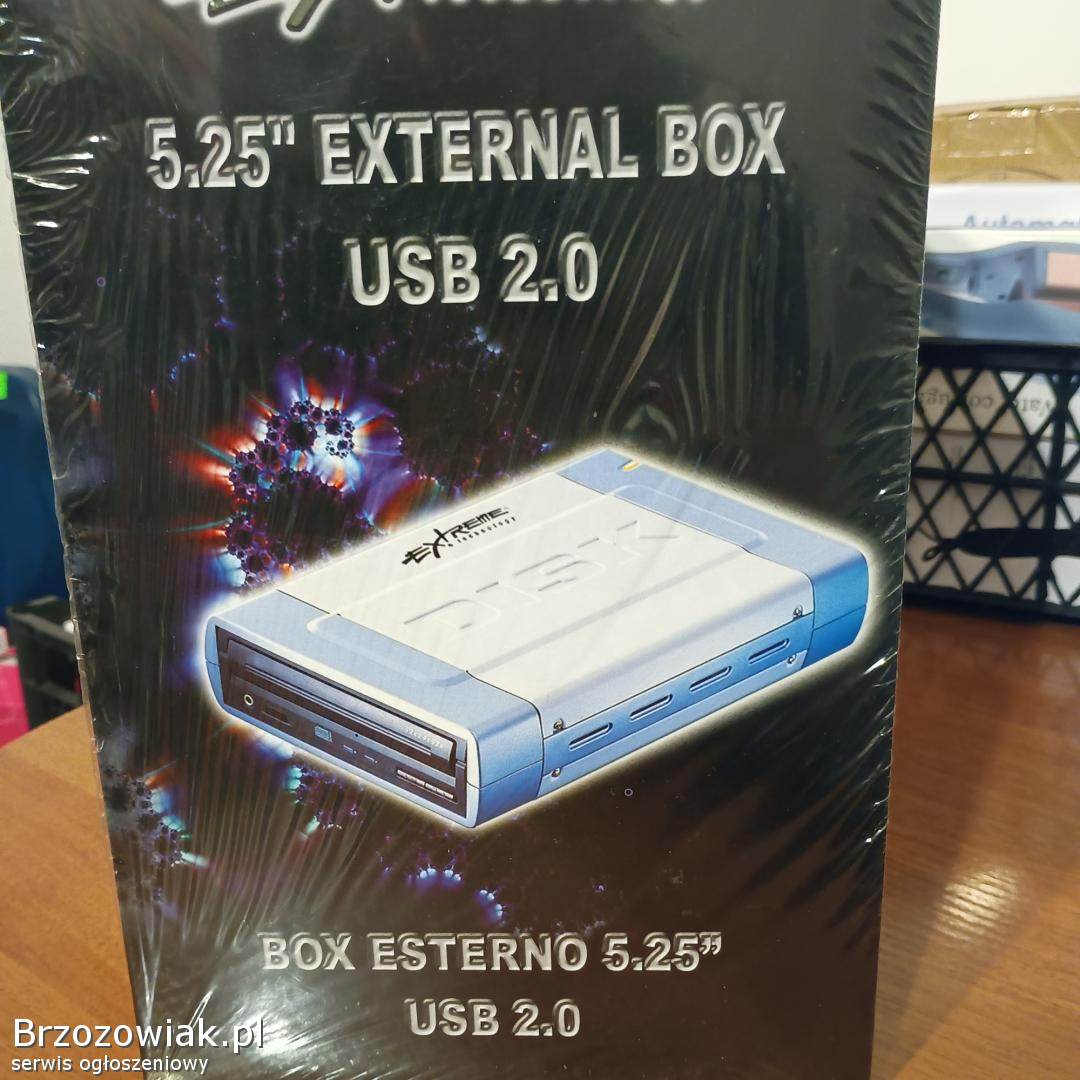 5.25" EXTERNAL BOX
USB 2.0
EXTREME
technology
DISK
BOX ESTERNO 5.25”
USB 2.0
Brzozowiak.pl
serwis ogłoszeniowy